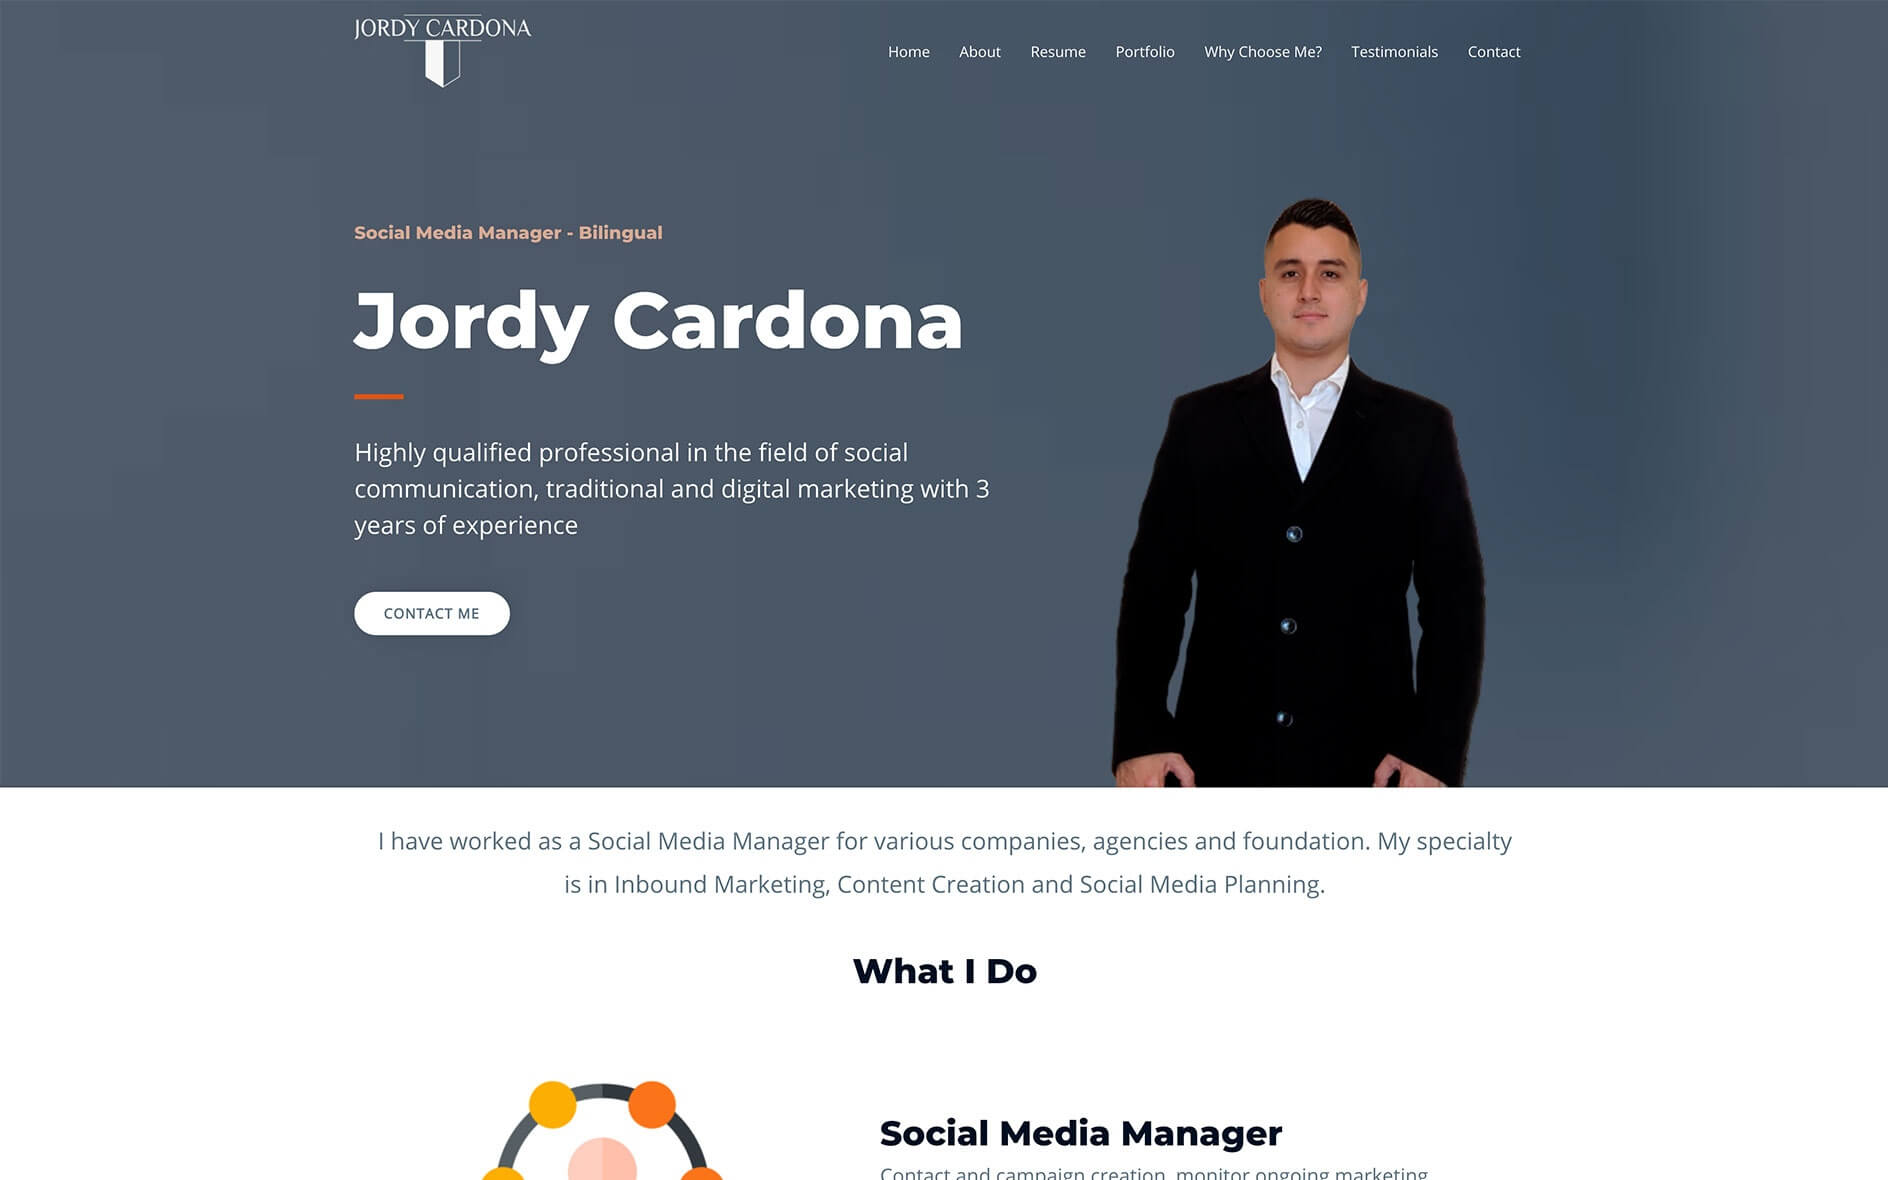 JORDY CARDONA
Home About Resume Portfolio Why Choose Me? Testimonials Contact
Social Media Manager - Bilingual
Jordy Cardona
Highly qualified professional in the field of social
communication, traditional and digital marketing with 3
years of experience
CONTACT ME
I have worked as a Social Media Manager for various companies, agencies and foundation. My specialty
is in Inbound Marketing, Content Creation and Social Media Planning.
What I Do
Social Media Manager
Contact and campaign creation, monitor ongoing marketing